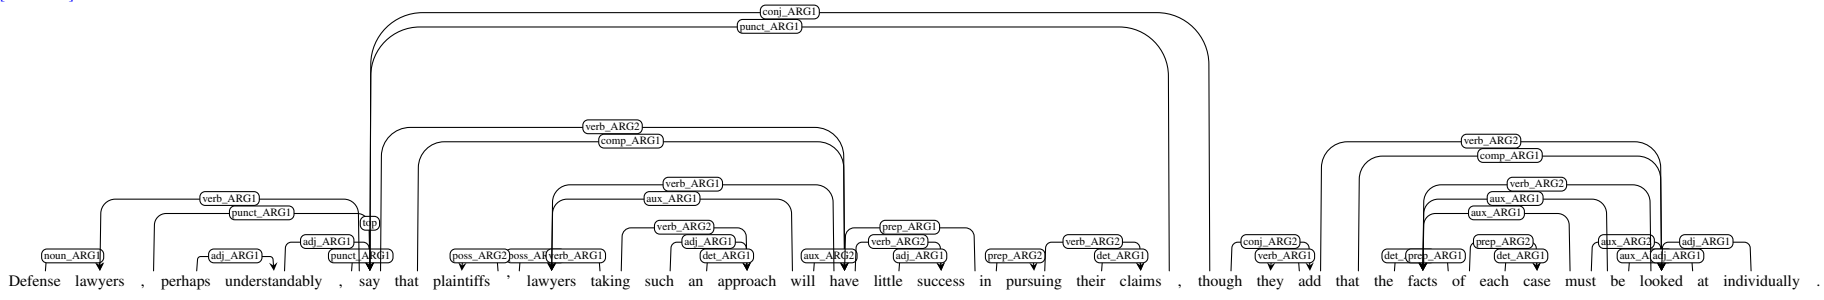 conj_ARG1
punct_ARG1
verb_ARG2
comp_ARG1
verb_ARG2
comp_ARG1
verb_ARG1
verb_ARG2
verb_ARG1
aux_ARG1
aux_ARG1
punct_ARG1
aux_ARG1
top
verb_ARG2
prep_ARG1
adj_ARG1
adj_ARG1
verb_ARG2
verb_ARG2
conj_ARG2
prep_ARG2
aux_ARG2
adj_ARG1
noun_ARG1
adj_ARG1
punct_ARG1
poss_ARG2
verb_ARG1
det_ARG1
aux_ARG2
adj_ARG1
prep_ARG2
det_ARG1
verb_ARG1
prep_ARG1
det_ARG1
adj_ARG1
Defense lawyers , perhaps understandably , say that plaintiffs ' lawyers taking such an approach will have little success in pursuing their claims , though they add that the facts of each case must be looked at individually .